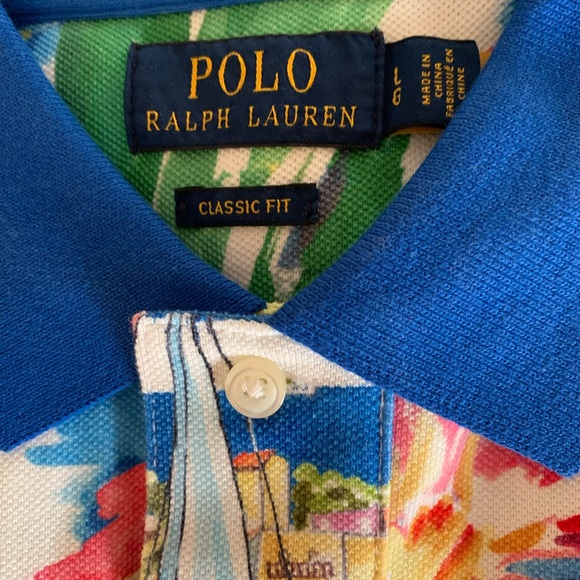 POLO
RALPH LAUREN
L
G
MADE IN
CHINA
FABRIQUÉ EN
CHINE
CLASSIC FIT